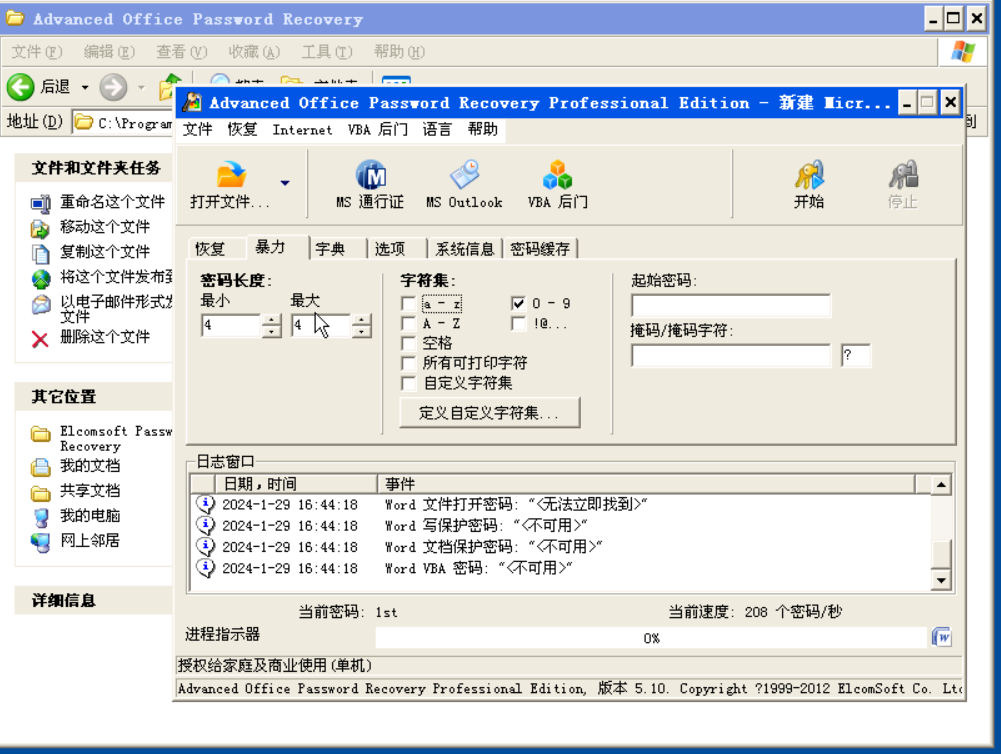 Advanced Office Password Recovery
文件(F) 编辑(E) 查看(V) 收藏(A) 工具(T) 帮助(H)
后退
地址(D) C:\Program
Advanced Office Password Recovery Professional Edition - 新建 Micr...
文件 恢复 Internet VBA 后门 语言 帮助
打开文件... MS 通行证 MS Outlook VBA 后门 开始 停止
文件和文件夹任务
重命名这个文件
移动这个文件
复制这个文件
将这个文件发布到
以电子邮件形式发
文件
删除这个文件
其它位置
Elcomsoft Passw
Recovery
我的文档
共享文档
我的电脑
网上邻居
详细信息
恢复 暴力 字典 选项 系统信息 密码缓存
密码长度: 字符集: 起始密码:
最小 最大 a - z 0 - 9
4 4 A - Z !@... 掩码/掩码字符:
空格 ?
所有可打印字符
自定义字符集
定义自定义字符集...
日志窗口
日期,时间 事件
2024-1-29 16:44:18 Word 文件打开密码: “<无法立即找到>“
2024-1-29 16:44:18 Word 写保护密码: “<不可用>“
2024-1-29 16:44:18 Word 文档保护密码: “<不可用>“
2024-1-29 16:44:18 Word VBA 密码: “<不可用>“
当前密码: 1st 当前速度: 208 个密码/秒
进程指示器 0%
授权给家庭及商业使用(单机)
Advanced Office Password Recovery Professional Edition, 版本 5.10. Copyright ?1999-2012 ElcomSoft Co. Ltd